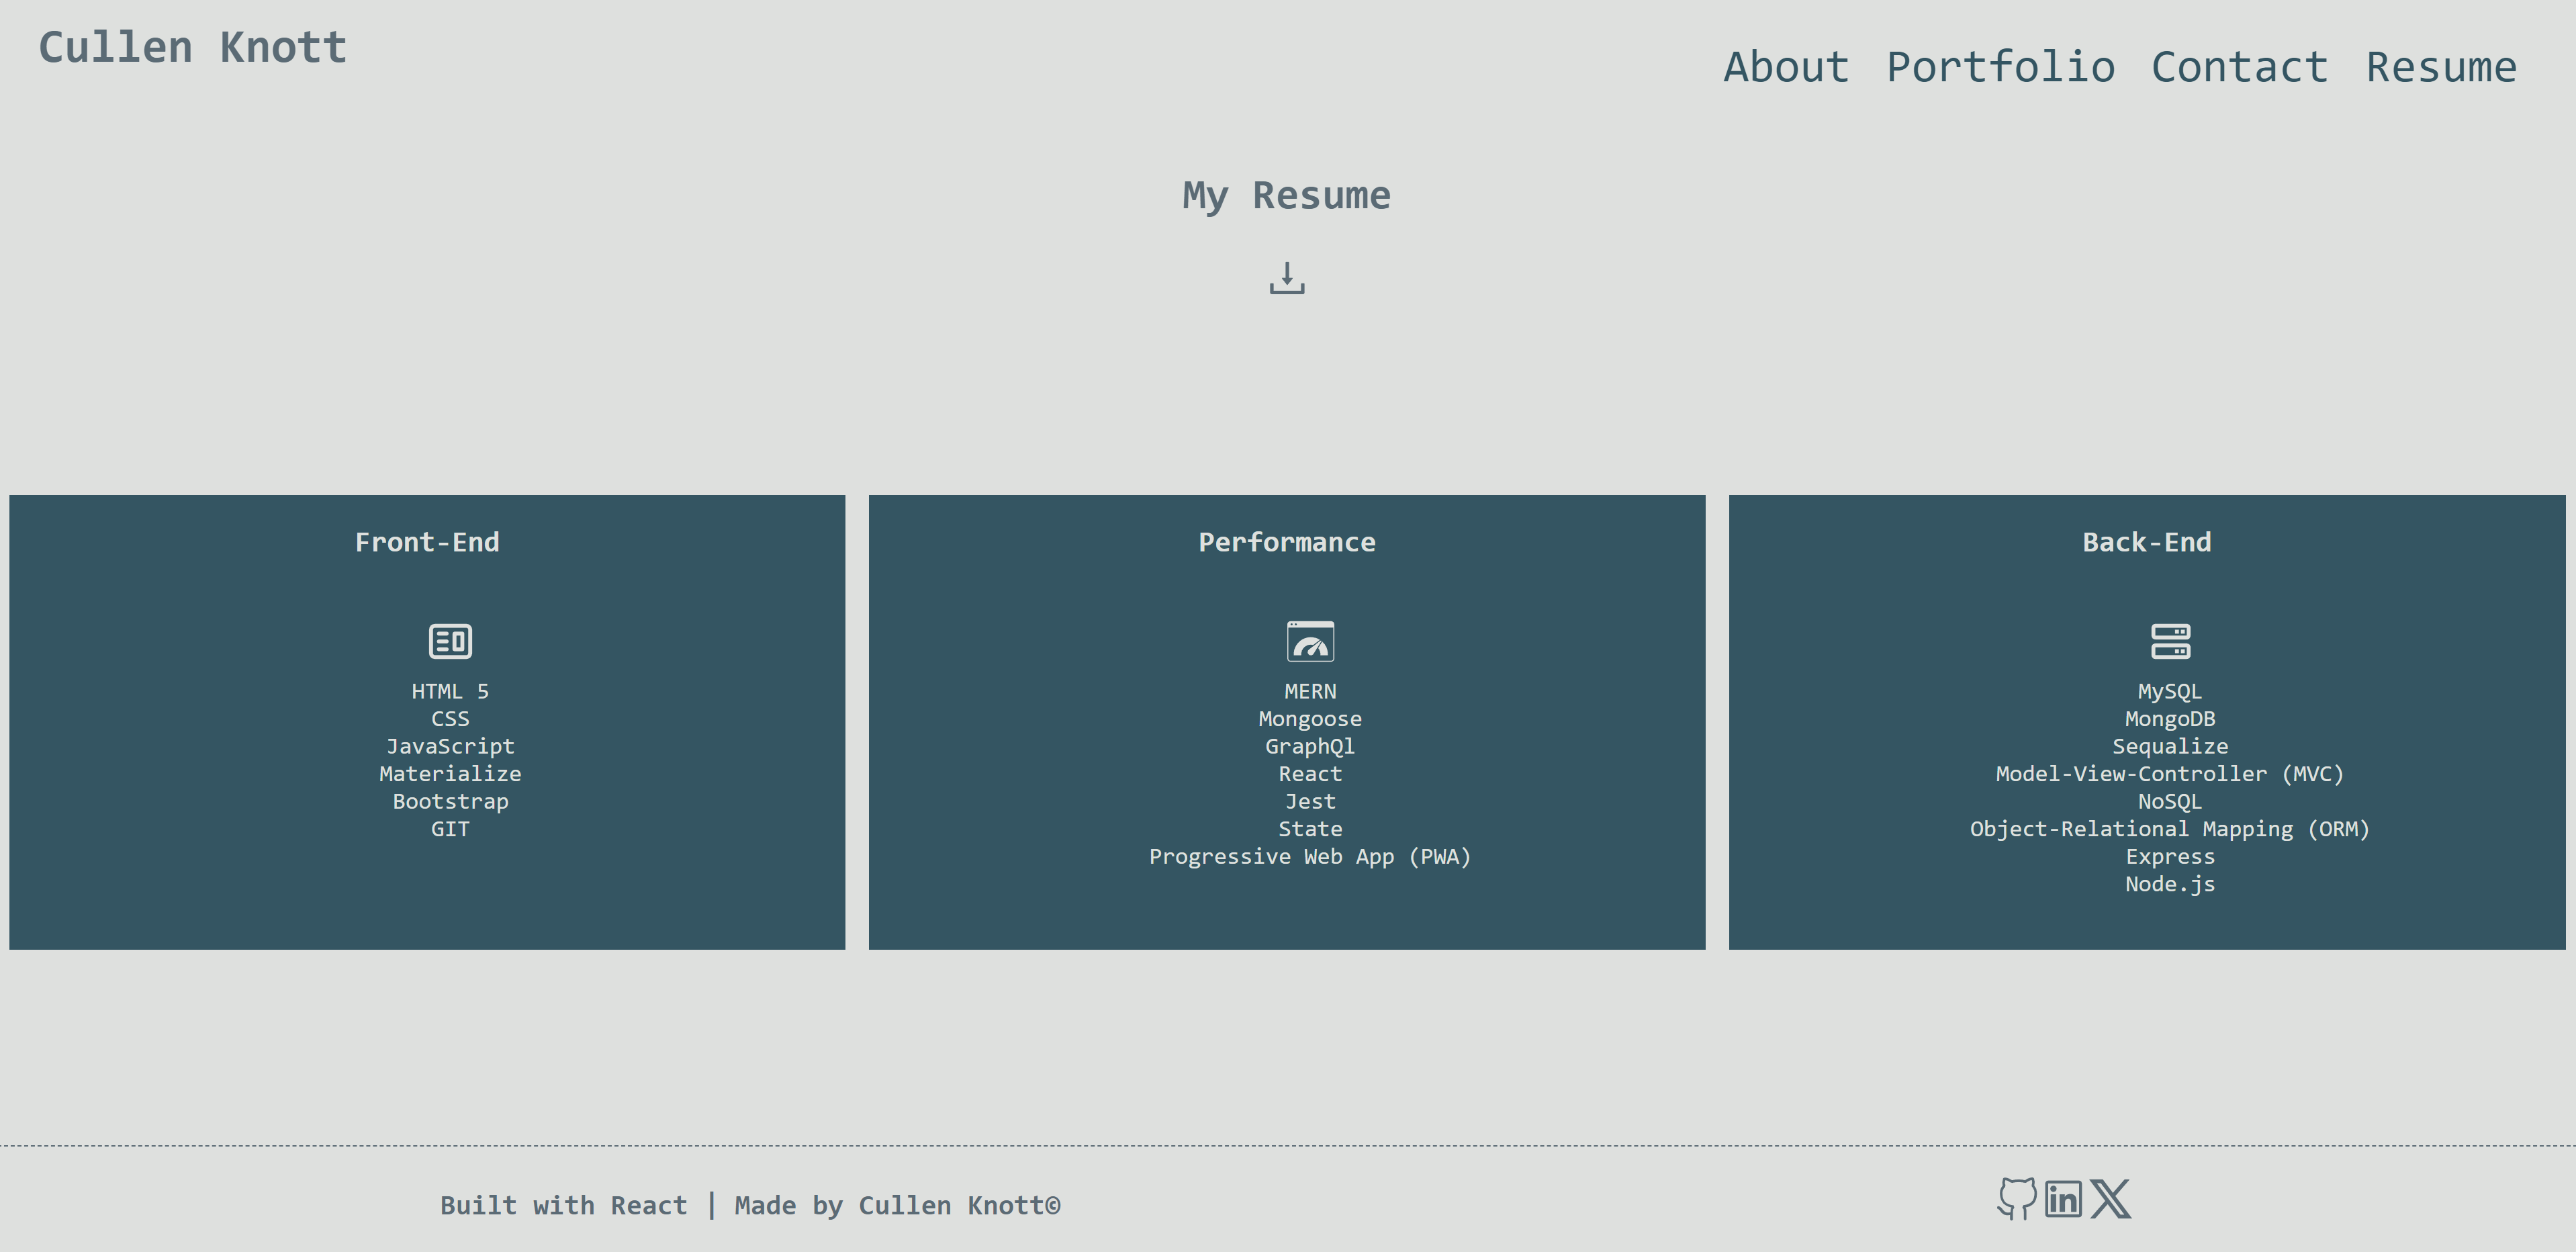 Cullen Knott
About Portfolio Contact Resume
My Resume
Front-End
HTML 5
CSS
JavaScript
Materialize
Bootstrap
GIT
Performance
MERN
Mongoose
GraphQl
React
Jest
State
Progressive Web App (PWA)
Back-End
MySQL
MongoDB
Sequalize
Model-View-Controller (MVC)
NoSQL
Object-Relational Mapping (ORM)
Express
Node.js
Built with React | Made by Cullen Knott©